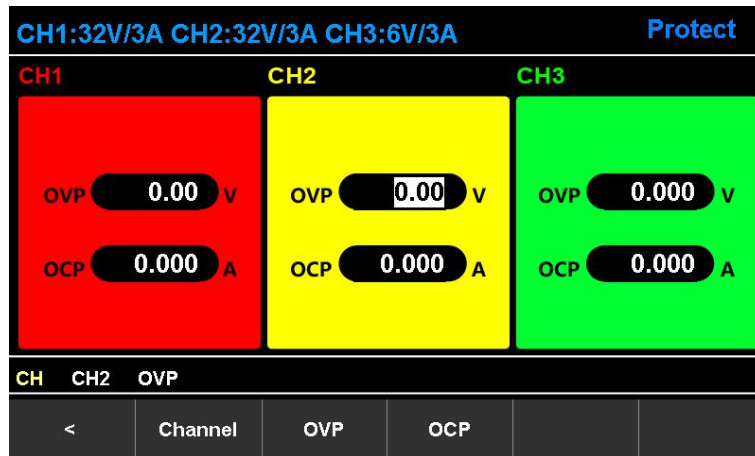 CH1:32V/3A CH2:32V/3A CH3:6V/3A Protect
CH1 CH2 CH3
OVP 0.00 V OVP 0.00 V OVP 0.000 V
OCP 0.000 A OCP 0.000 A OCP 0.000 A
CH CH2 OVP
< Channel OVP OCP